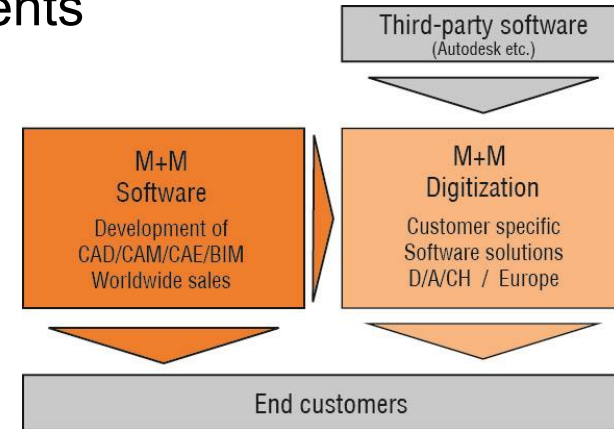 Third-party software
(Autodesk etc.)
M+M
Software
Development of
CAD/CAM/CAE/BIM
Worldwide sales
M+M
Digitization
Customer specific
Software solutions
D/A/CH / Europe
End customers